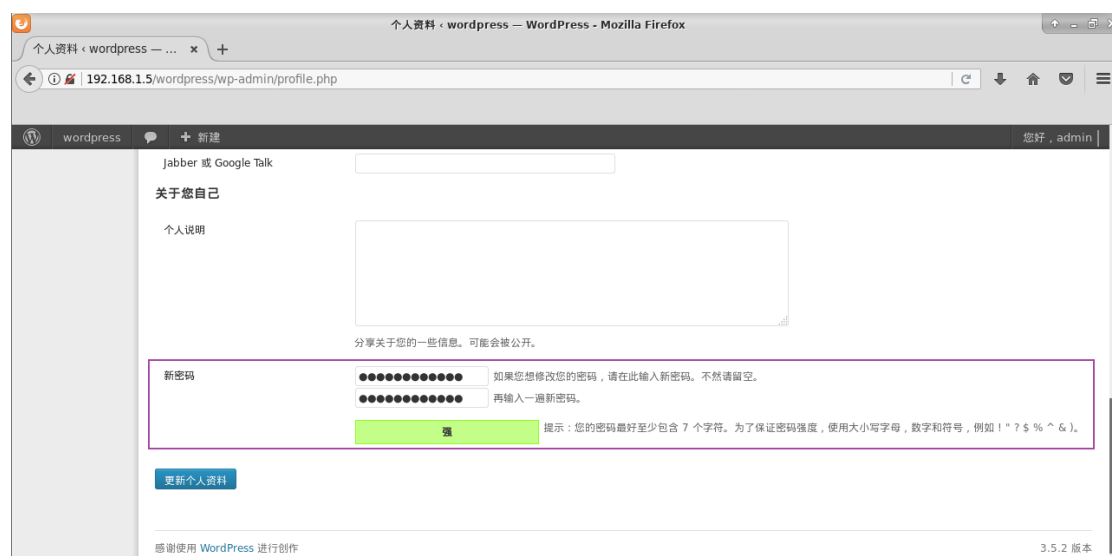 个人资料 ‹ wordpress — WordPress - Mozilla Firefox
个人资料 ‹ wordpress — ...
192.168.1.5/wordpress/wp-admin/profile.php
wordpress 新建 您好，admin
Jabber 或 Google Talk
关于您自己
个人说明
分享关于您的一些信息。可能会被公开。
新密码 如果您想修改您的密码，请在此输入新密码。不然请留空。
再输入一遍新密码。
强 提示：您的密码最好至少包含 7 个字符。为了保证密码强度，使用大小写字母，数字和符号，例如 ! " ? $ % ^ & )。
更新个人资料
感谢使用 WordPress 进行创作 3.5.2 版本